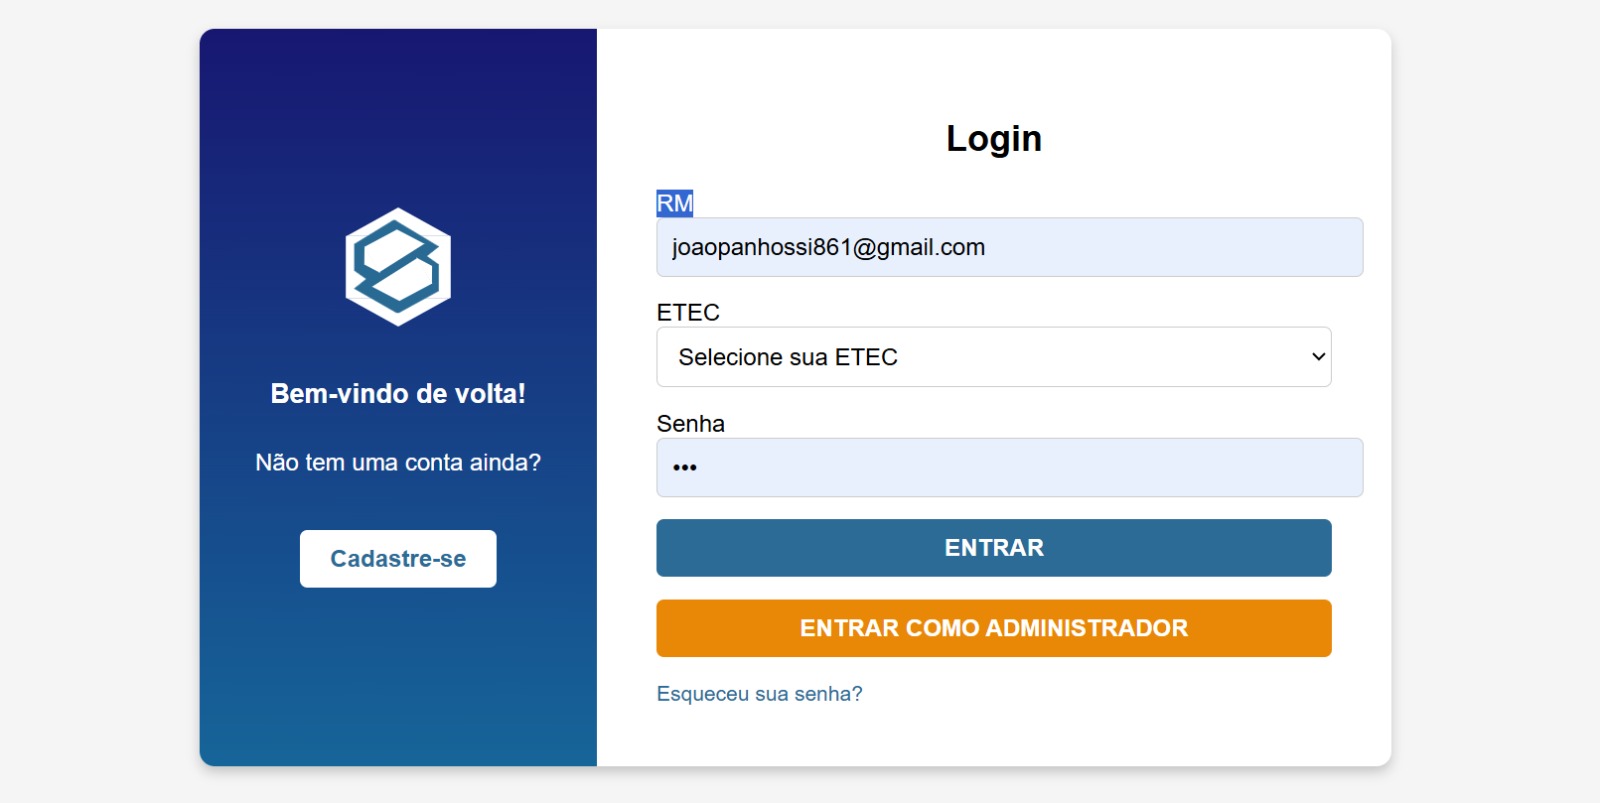 Bem-vindo de volta!
Não tem uma conta ainda?
Cadastre-se
Login
RM
joaopanhossi861@gmail.com
ETEC
Selecione sua ETEC
Senha
•••
ENTRAR
ENTRAR COMO ADMINISTRADOR
Esqueceu sua senha?